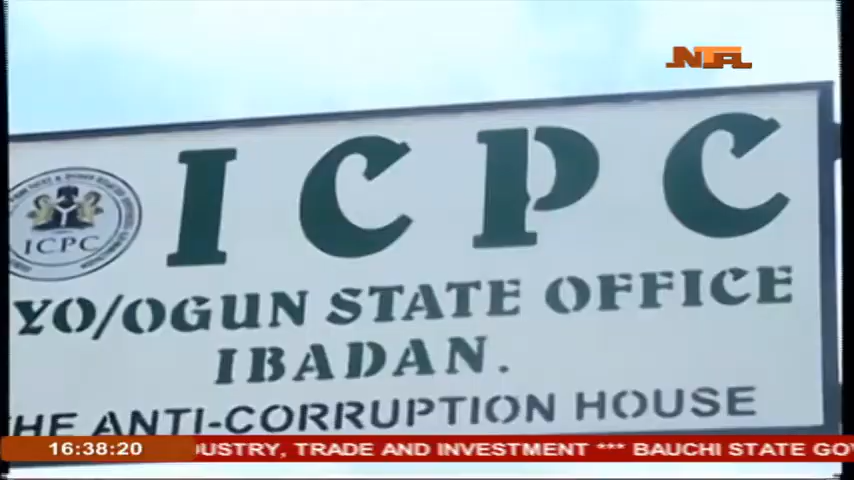 NTA
ICPC
ICPC
YO/OGUN STATE OFFICE
IBADAN.
HE ANTI-CORRUPTION HOUSE
16:38:20 USTRY, TRADE AND INVESTMENT *** BAUCHI STATE GOV